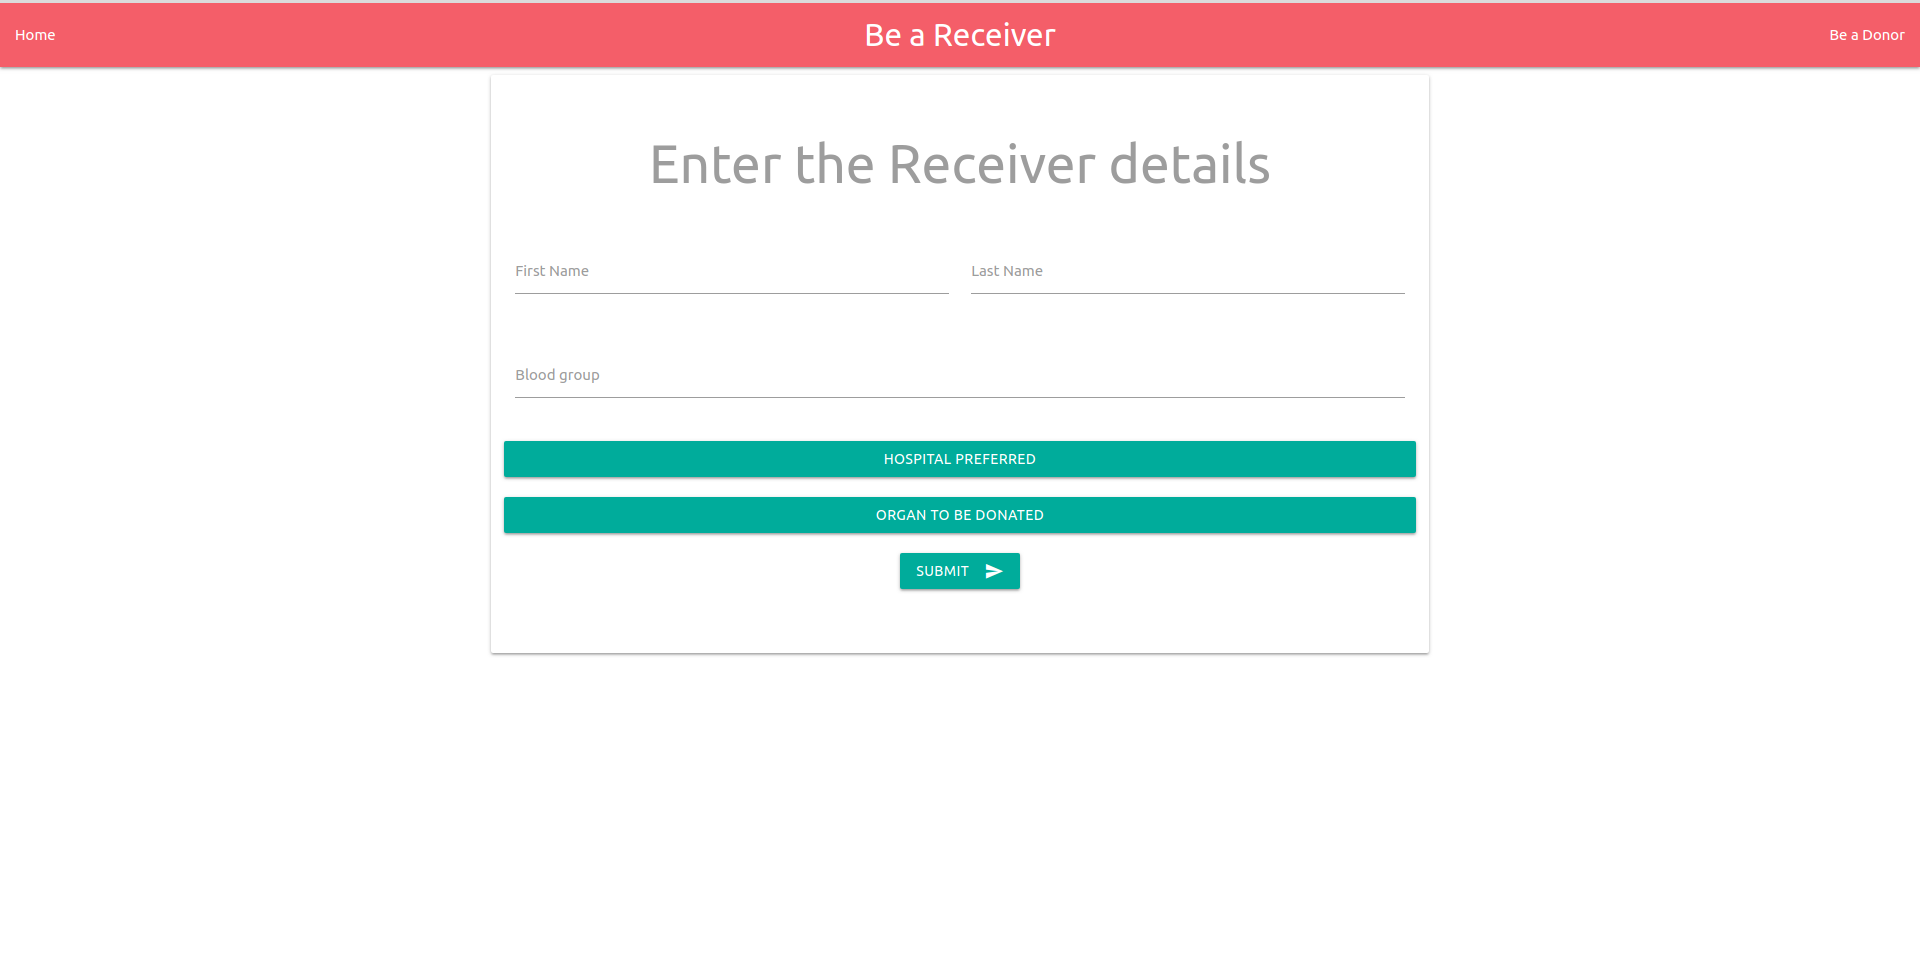 Home Be a Receiver Be a Donor
Enter the Receiver details
First Name Last Name
Blood group
HOSPITAL PREFERRED
ORGAN TO BE DONATED
SUBMIT